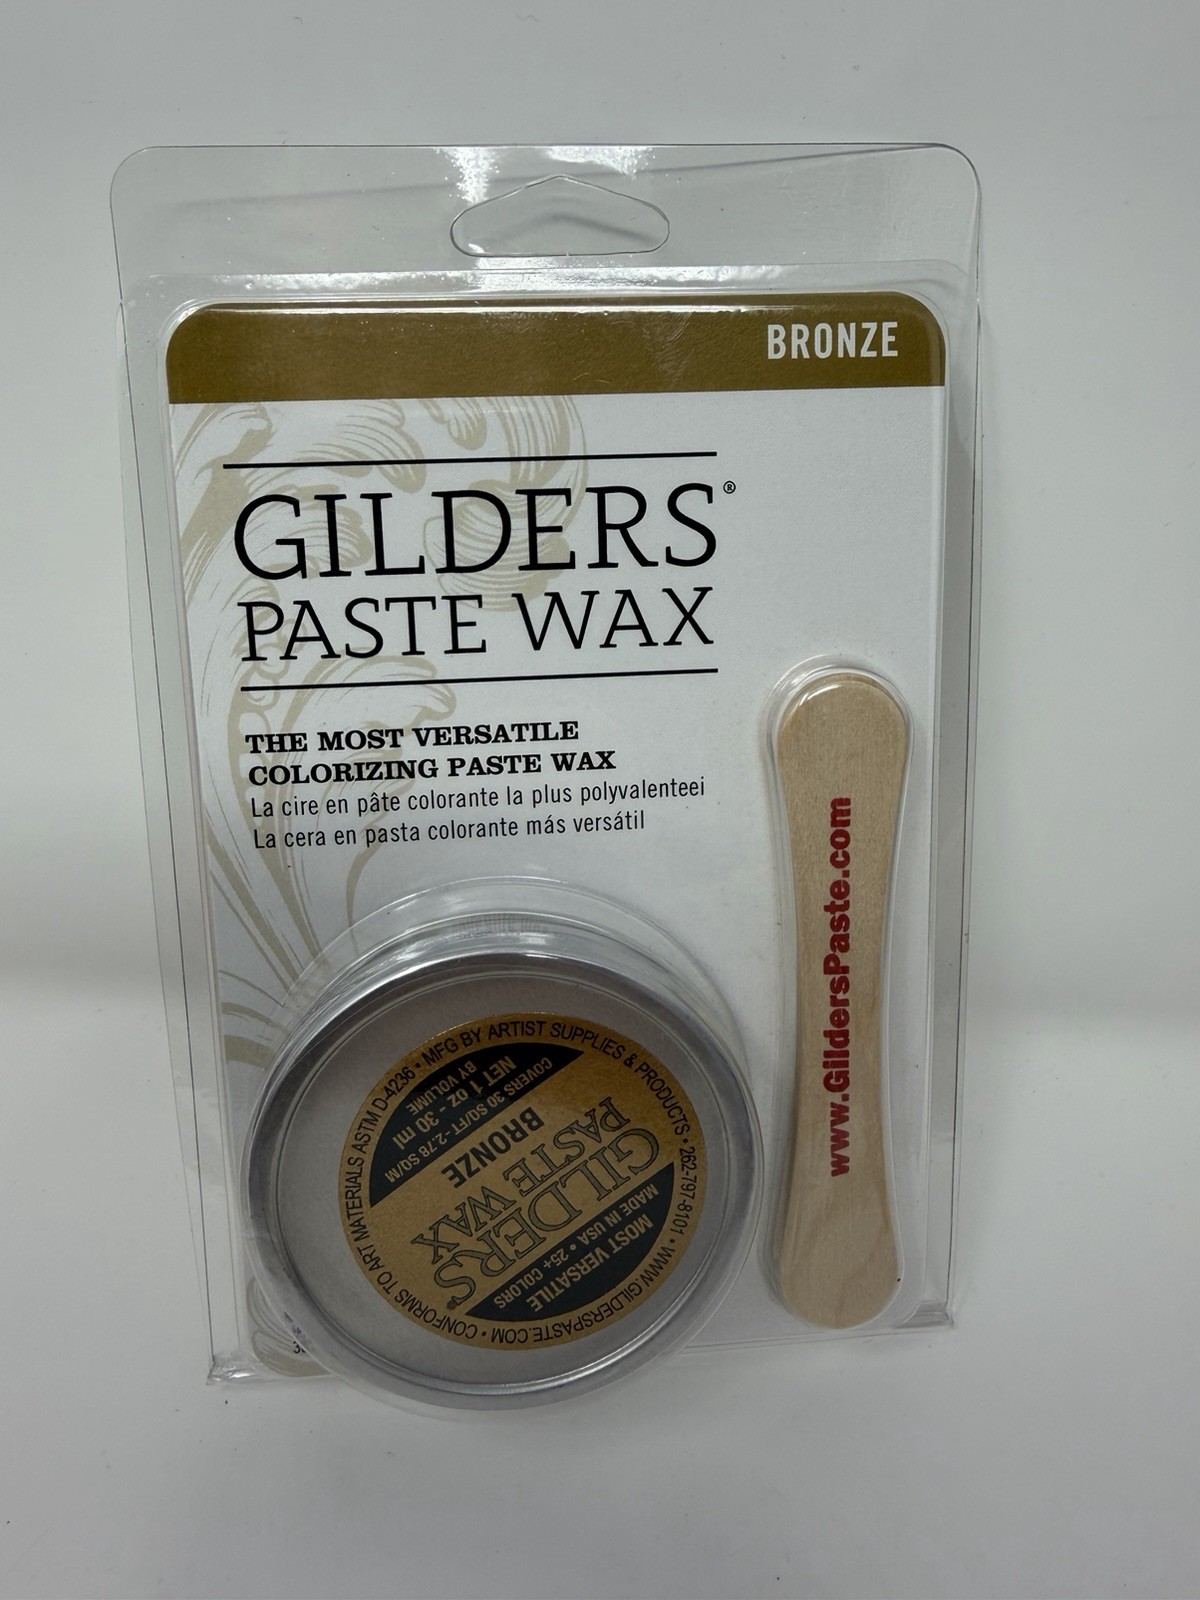 BRONZE
GILDERS®
PASTE WAX
THE MOST VERSATILE
COLORIZING PASTE WAX
La cire en pâte colorante la plus polyvalenteei
La cera en pasta colorante más versátil
www.GildersPaste.com
CONFORMS TO ART MATERIALS ASTM D-4236 • MFG BY ARTIST SUPPLIES & PRODUCTS • 262-797-8101 • WWW.GILDERSPASTE.COM •
MOST VERSATILE
MADE IN USA • 25+ COLORS
GILDERS®
PASTE WAX
BRONZE
COVERS 30 SQ/FT - 2.78 SQ/M
NET 1 OZ - 30 ml
BY VOLUME